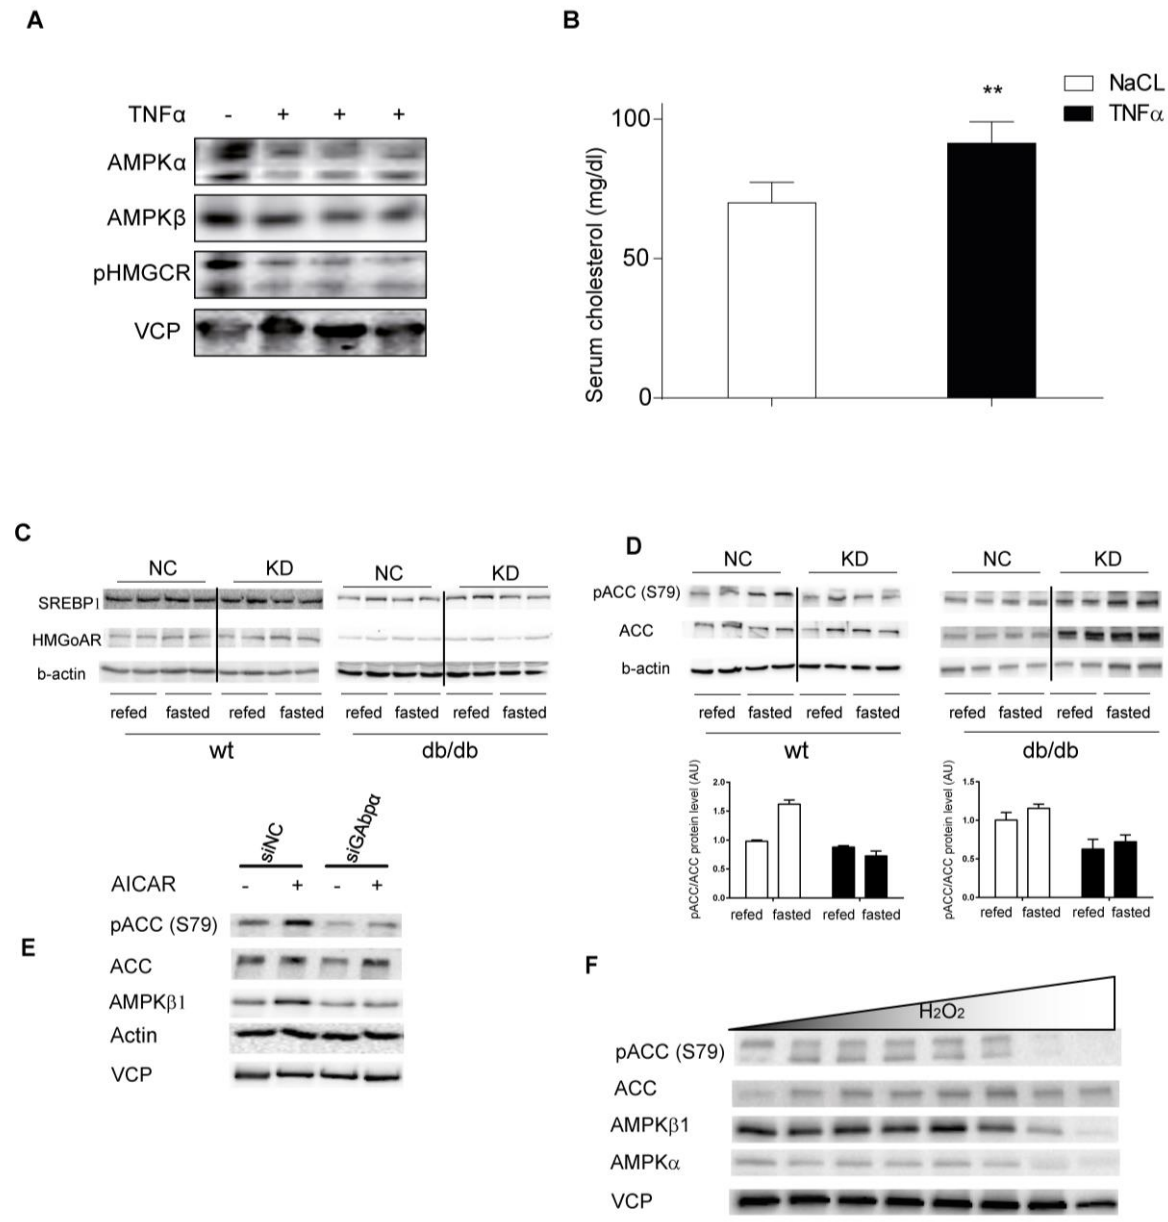 A
TNFα - + + +
AMPKα
AMPKβ
pHMGCR
VCP
B
NaCL
TNFα
**
100
50
0
Serum cholesterol (mg/dl)
C
NC KD NC KD
SREBP1
HMGoAR
b-actin
refed fasted refed fasted refed fasted refed fasted
wt db/db
D
NC KD NC KD
pACC (S79)
ACC
b-actin
refed fasted refed fasted refed fasted refed fasted
wt db/db
pACC/ACC protein level (AU)
2.0
1.5
1.0
0.5
0.0
refed fasted refed fasted
pACC/ACC protein level (AU)
1.5
1.0
0.5
0.0
refed fasted refed fasted
E
siNC siGAbpα
AICAR - + - +
pACC (S79)
ACC
AMPKβ1
Actin
VCP
F
H2O2
pACC (S79)
ACC
AMPKβ1
AMPKα
VCP